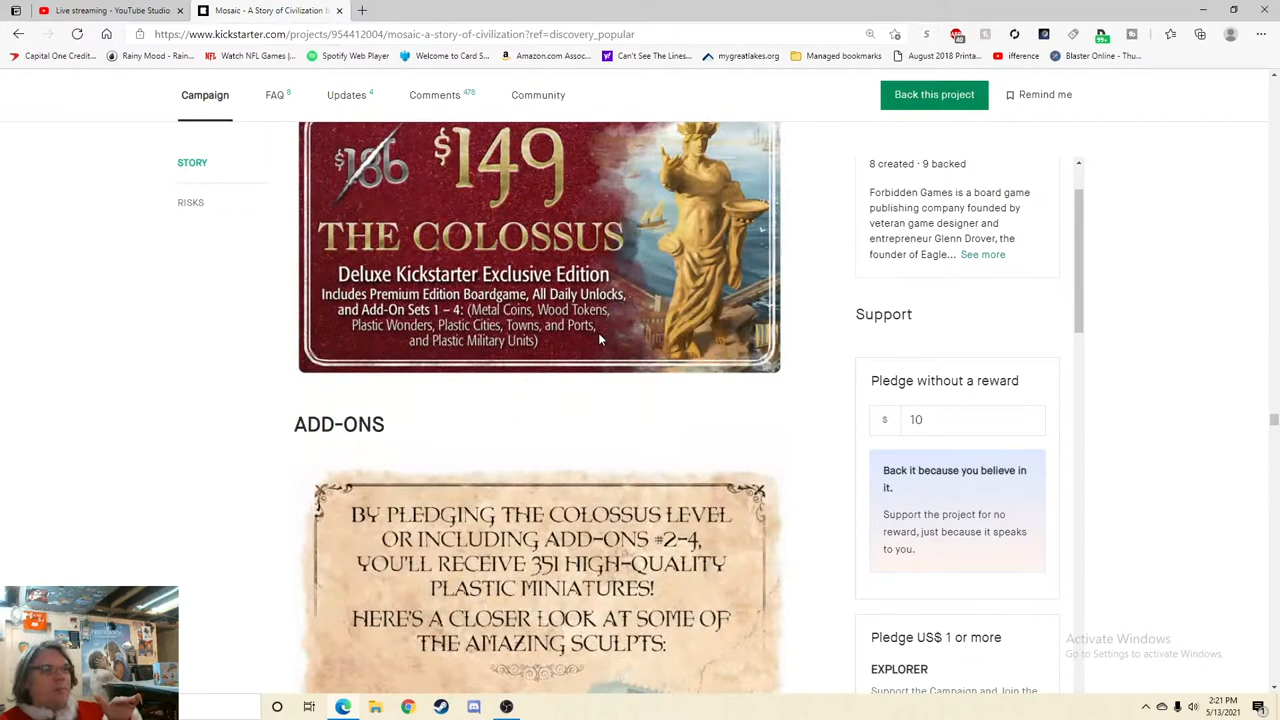 Live streaming - YouTube Studio
Mosaic - A Story of Civilization b
https://www.kickstarter.com/projects/954412004/mosaic-a-story-of-civilization?ref=discovery_popular
40
99+
Capital One Credit...
Rainy Mood - Rain...
Watch NFL Games |...
Spotify Web Player
Welcome to Card S...
Amazon.com Assoc...
Can't See The Lines...
mygreatlakes.org
Managed bookmarks
August 2018 Printa...
ifference
Blaster Online - Thu...
Campaign
FAQ 8
Updates 4
Comments 478
Community
Back this project
Remind me
STORY
RISKS
$186 $149
THE COLOSSUS
Deluxe Kickstarter Exclusive Edition
Includes Premium Edition Boardgame, All Daily Unlocks,
and Add-On Sets 1 – 4: (Metal Coins, Wood Tokens,
Plastic Wonders, Plastic Cities, Towns, and Ports,
and Plastic Military Units)
ADD-ONS
BY PLEDGING THE COLOSSUS LEVEL
OR INCLUDING ADD-ONS #2-4,
YOU'LL RECEIVE 351 HIGH-QUALITY
PLASTIC MINIATURES!
HERE'S A CLOSER LOOK AT SOME OF
THE AMAZING SCULPTS:
8 created · 9 backed
Forbidden Games is a board game
publishing company founded by
veteran game designer and
entrepreneur Glenn Drover, the
founder of Eagle... See more
Support
Pledge without a reward
$ 10
Back it because you believe in
it.
Support the project for no
reward, just because it speaks
to you.
Pledge US$ 1 or more
EXPLORER
Support the Campaign and Join the
Activate Windows
Go to Settings to activate Windows.
2:21 PM
5/13/2021